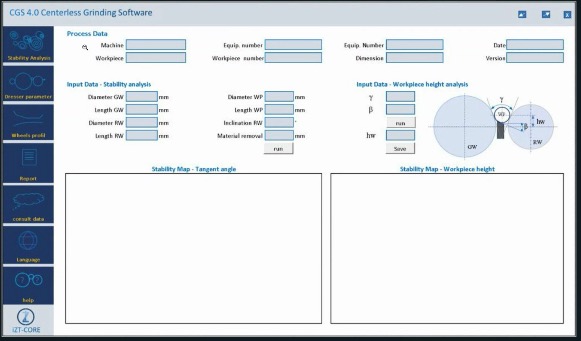 CGS 4.0 Centerless Grinding Software
Process Data
Machine Equip. number Equip. Number Date
Workpiece Workpiece number Dimension Version
Input Data - Stability analysis Input Data - Workpiece height analysis
Diameter GW mm Diameter WP mm γ
Length GW mm Length WP mm β
Diameter RW mm Inclination RW ° run
Length RW mm Material removal mm hw
run Save
γ
WP
hw
β
GW RW
Stability Map - Tangent angle Stability Map - Workpiece height
Stability Analysis
Dresser parameter
Wheels profil
Report
consult data
Language
? ?
help
IZT-CORE